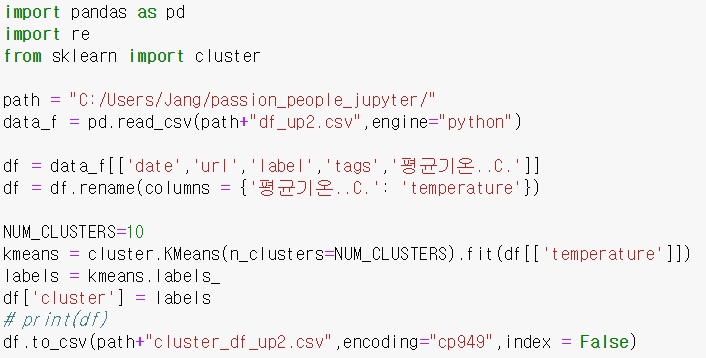 import pandas as pd
import re
from sklearn import cluster
path = "C:/Users/Jang/passion_people_jupyter/"
data_f = pd.read_csv(path+"df_up2.csv",engine="python")
df = data_f[['date','url','label','tags','평균기온..C.']]
df = df.rename(columns = {'평균기온..C.': 'temperature'})
NUM_CLUSTERS=10
kmeans = cluster.KMeans(n_clusters=NUM_CLUSTERS).fit(df[['temperature']])
labels = kmeans.labels_
df['cluster'] = labels
# print(df)
df.to_csv(path+"cluster_df_up2.csv",encoding="cp949",index = False)